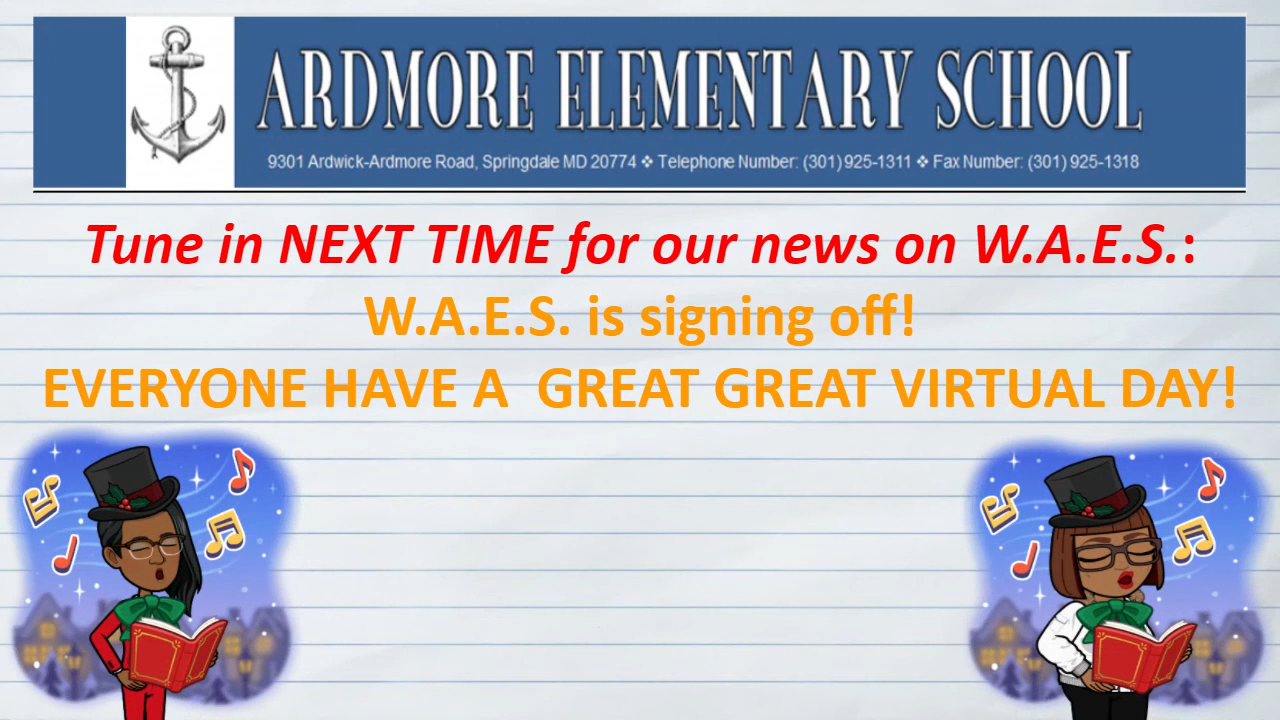 ARDMORE ELEMENTARY SCHOOL
9301 Ardwick-Ardmore Road, Springdale MD 20774 ❖ Telephone Number: (301) 925-1311 ❖ Fax Number: (301) 925-1318
Tune in NEXT TIME for our news on W.A.E.S.:
W.A.E.S. is signing off!
EVERYONE HAVE A  GREAT GREAT VIRTUAL DAY!